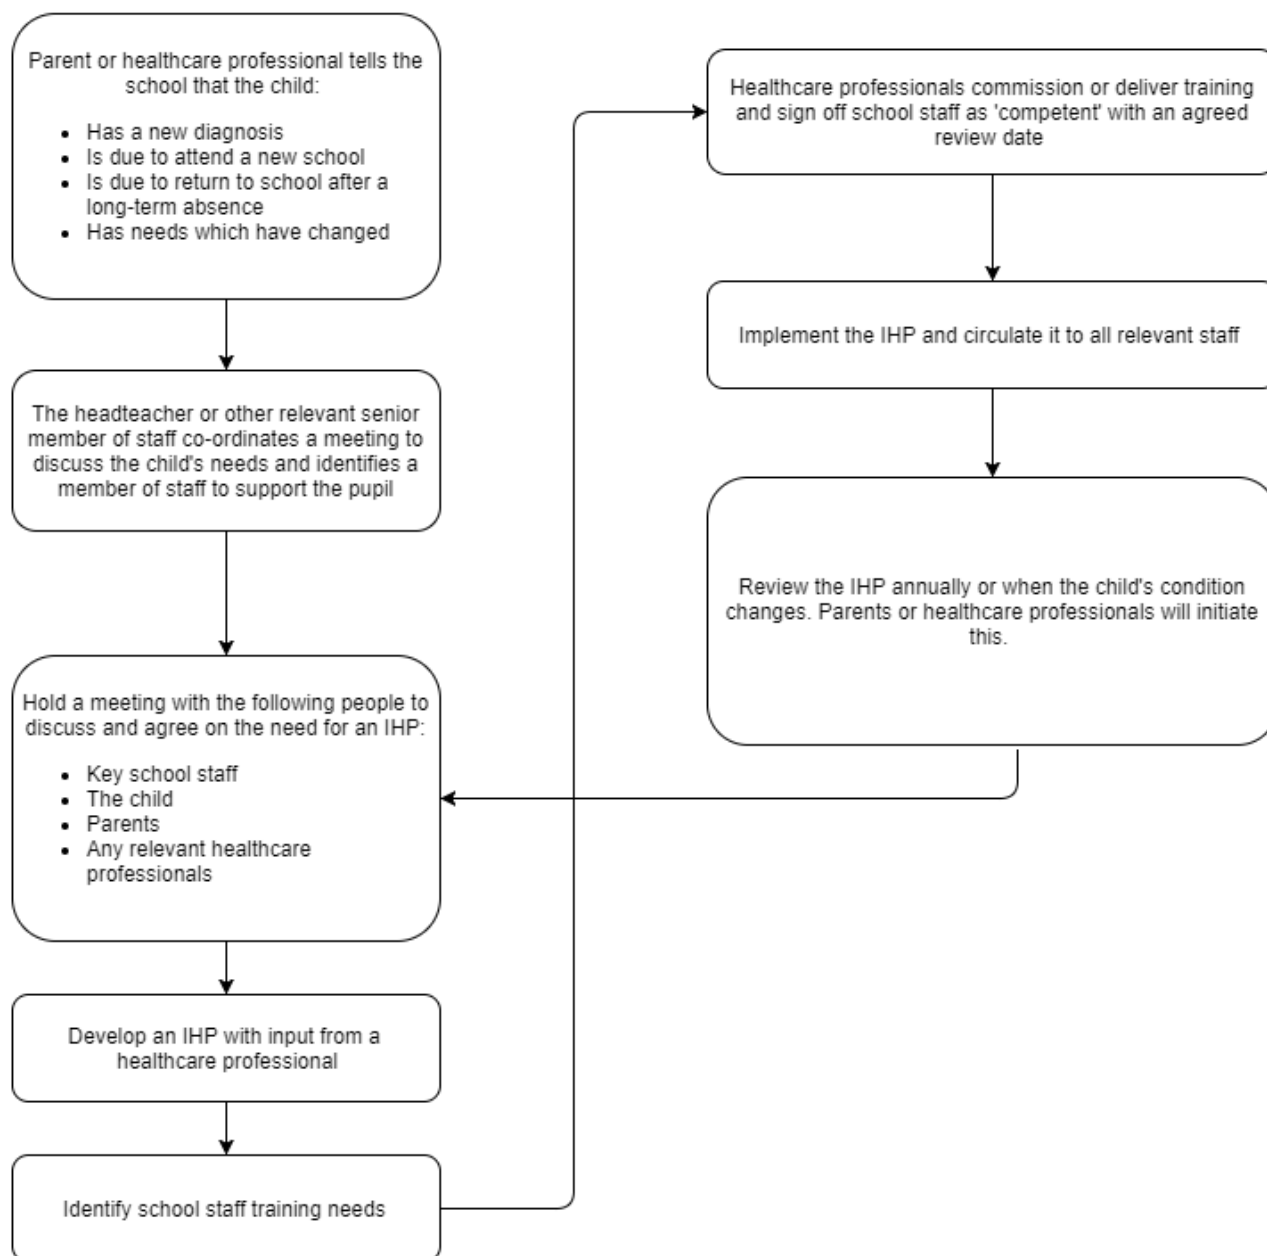 Parent or healthcare professional tells the
school that the child:
Has a new diagnosis
Is due to attend a new school
Is due to return to school after a
long-term absence
Has needs which have changed
The headteacher or other relevant senior
member of staff co-ordinates a meeting to
discuss the child's needs and identifies a
member of staff to support the pupil
Hold a meeting with the following people to
discuss and agree on the need for an IHP:
Key school staff
The child
Parents
Any relevant healthcare
professionals
Develop an IHP with input from a
healthcare professional
Identify school staff training needs
Healthcare professionals commission or deliver training
and sign off school staff as 'competent' with an agreed
review date
Implement the IHP and circulate it to all relevant staff
Review the IHP annually or when the child's condition
changes. Parents or healthcare professionals will initiate
this.